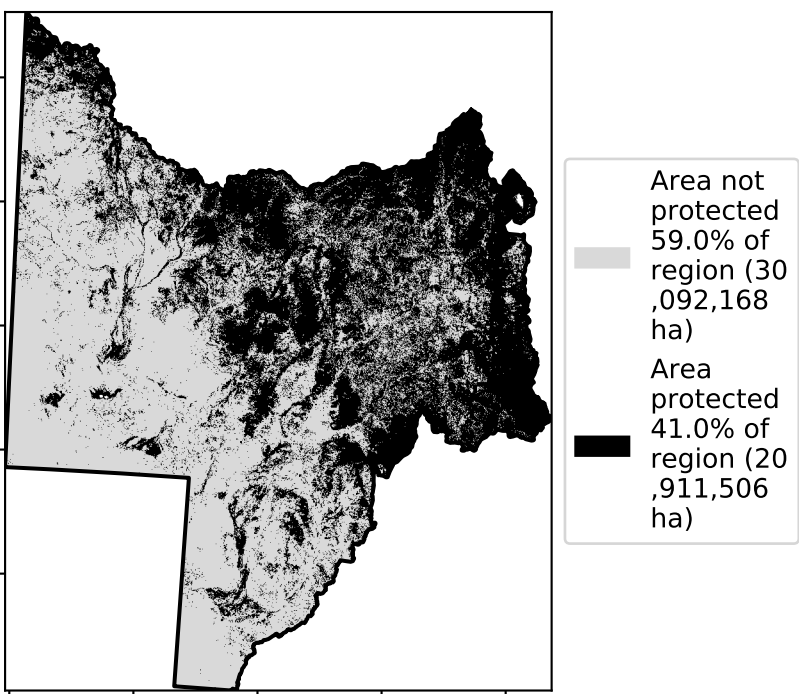 Area not
protected
59.0% of
region (30
,092,168
ha)
Area
protected
41.0% of
region (20
,911,506
ha)